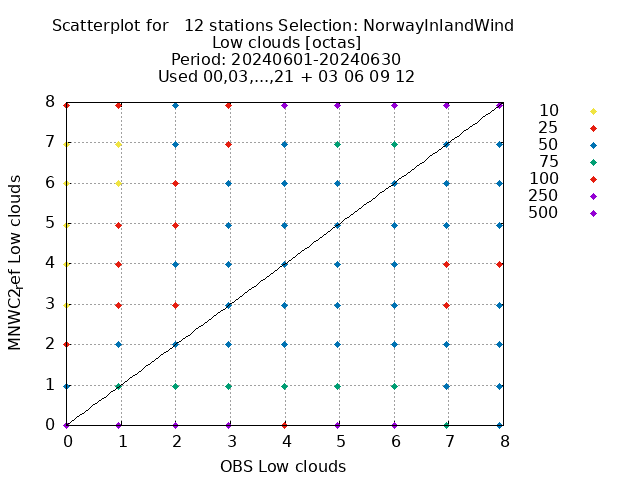 Scatterplot for   12 stations Selection: NorwayInlandWind
Low clouds [octas]
Period: 20240601-20240630
Used 00,03,...,21 + 03 06 09 12
8
7
6
5
4
3
2
1
0
0 1 2 3 4 5 6 7 8
MNWC2ref Low clouds
OBS Low clouds
10
25
50
75
100
250
500